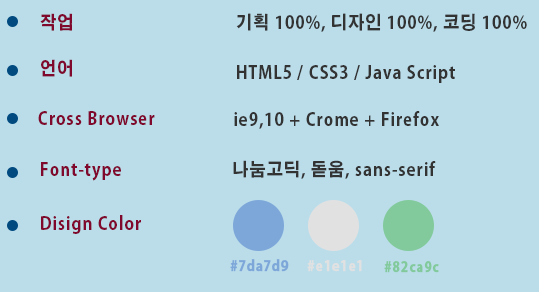 작업 기획 100%, 디자인 100%, 코딩 100%
언어 HTML5 / CSS3 / Java Script
Cross Browser ie9,10 + Crome + Firefox
Font-type 나눔고딕, 돋움, sans-serif
Disign Color
#7da7d9 #e1e1e1 #82ca9c